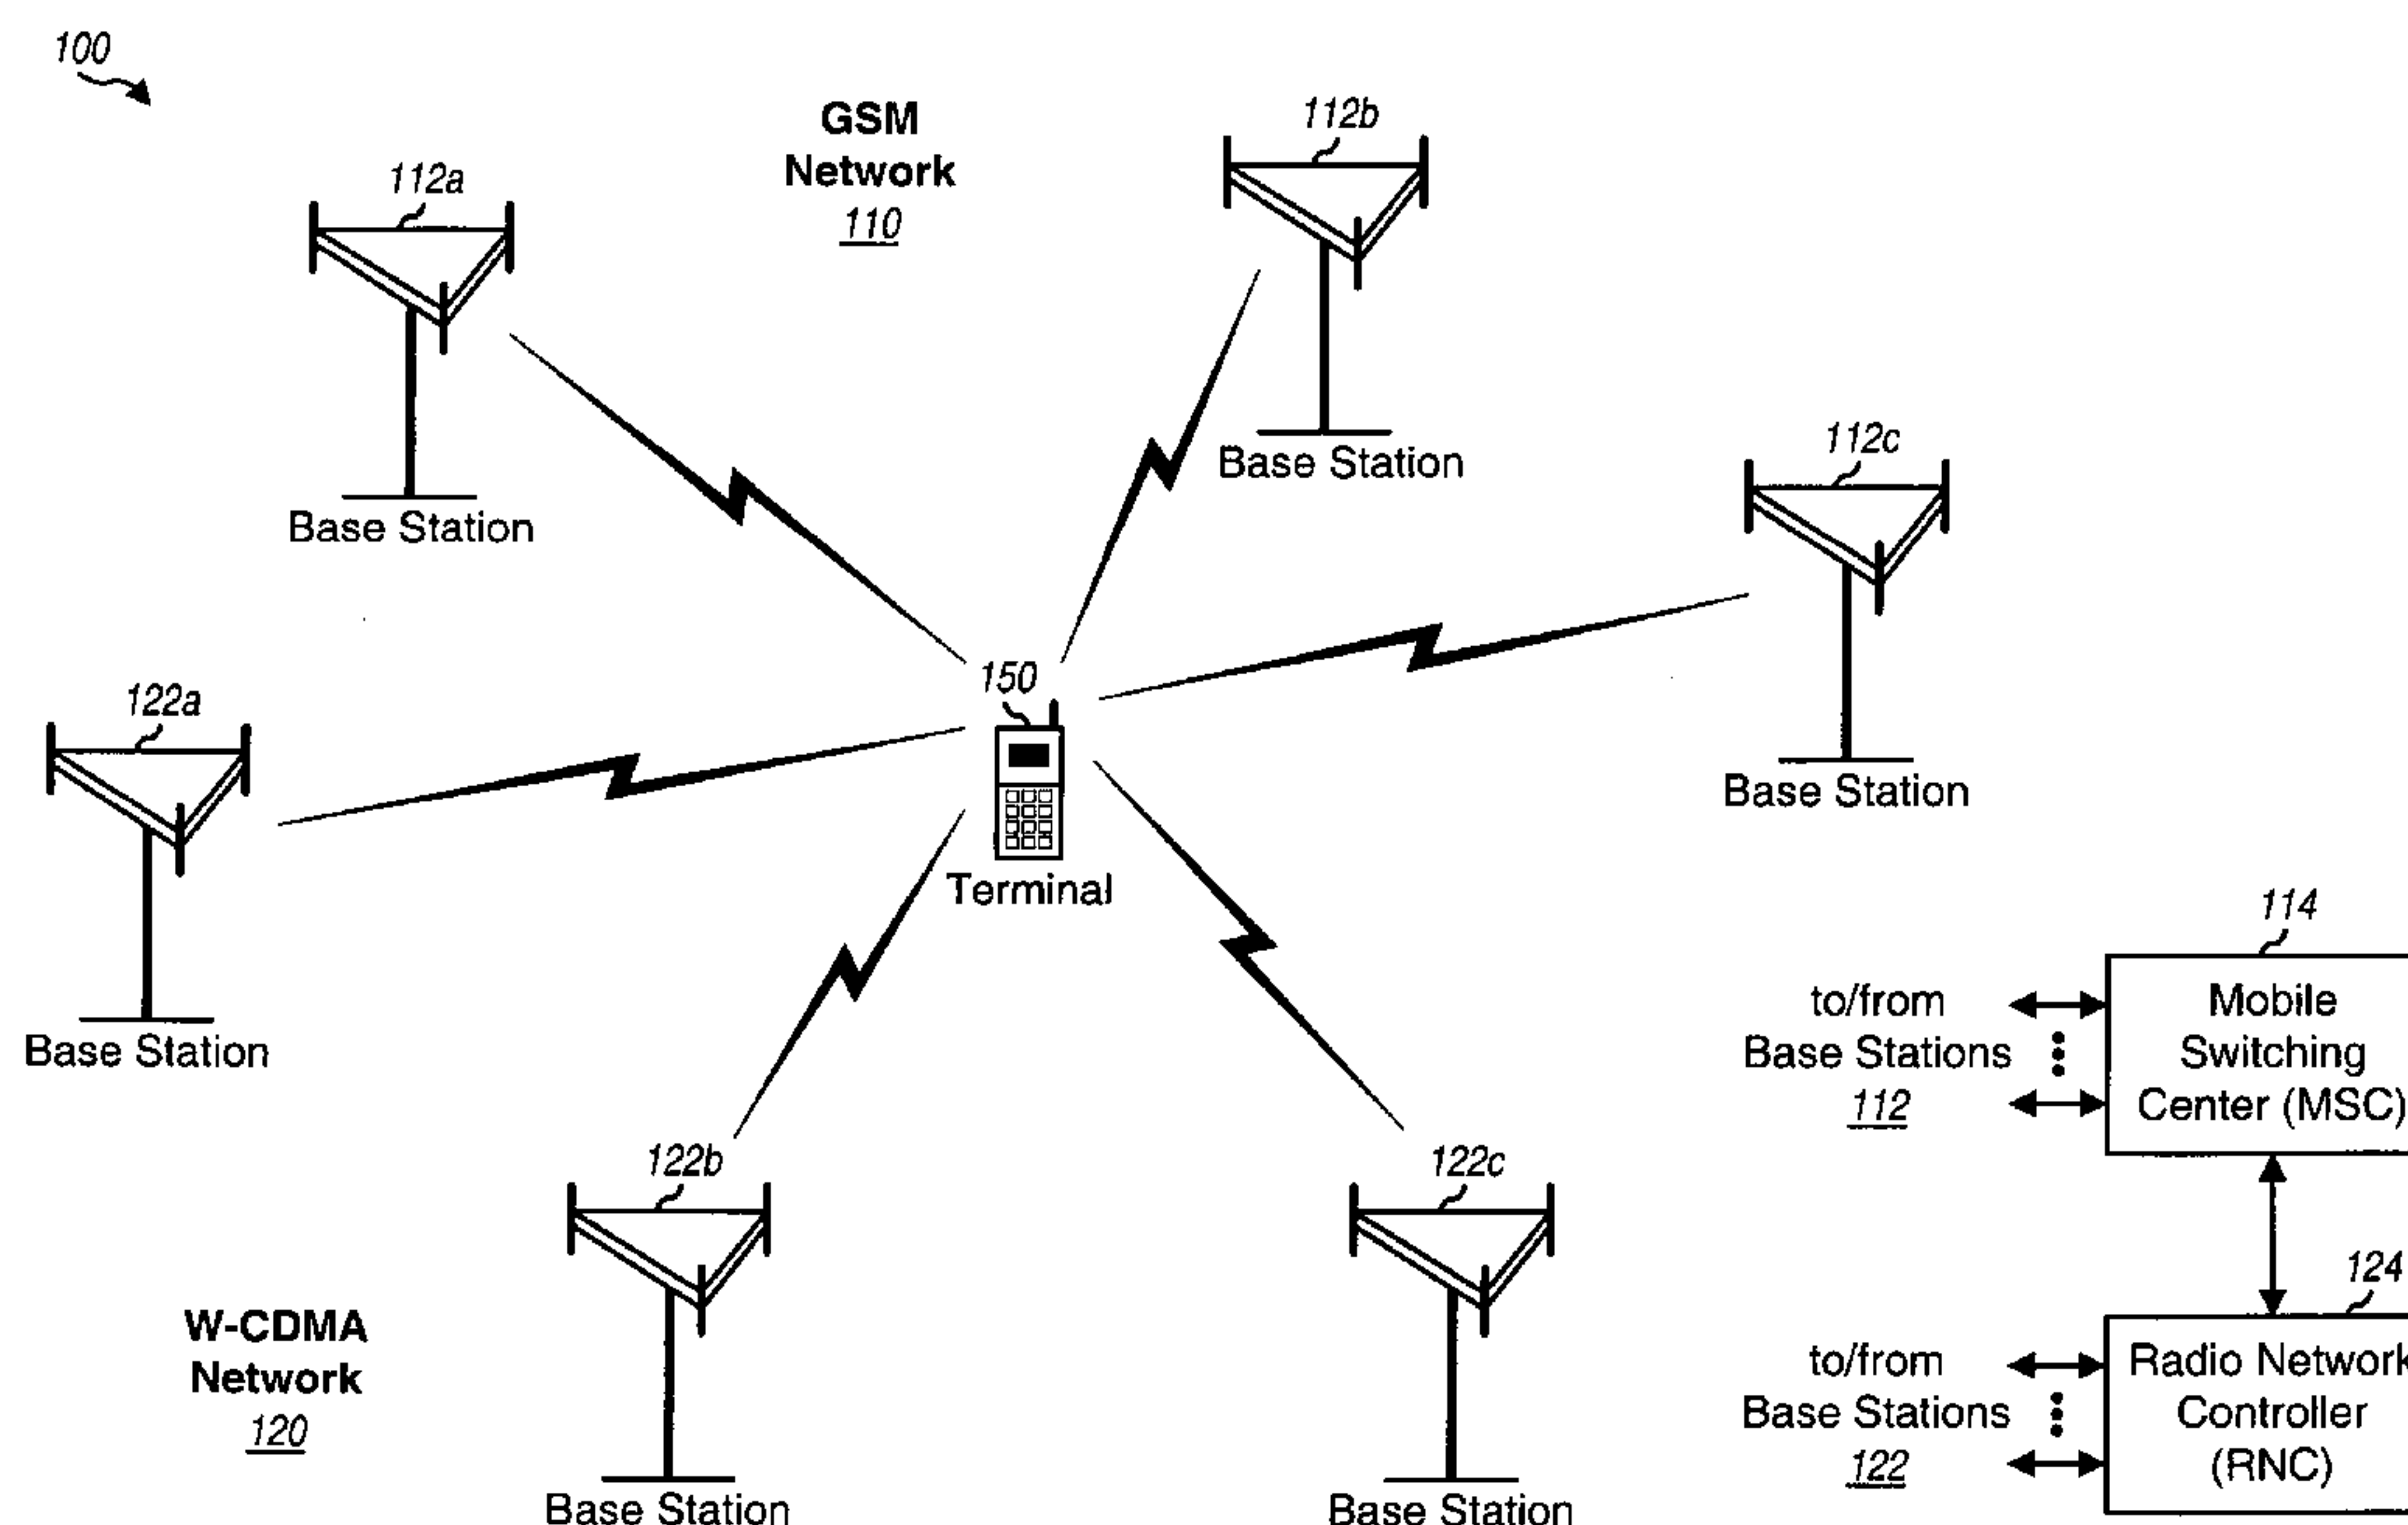 100
GSM
Network
110
112a
Base Station
112b
Base Station
112c
Base Station
150
Terminal
122a
Base Station
122b
Base Station
122c
Base Station
W-CDMA
Network
120
114
to/from
Base Stations
112
Mobile
Switching
Center (MSC)
124
to/from
Base Stations
122
Radio Network
Controller
(RNC)